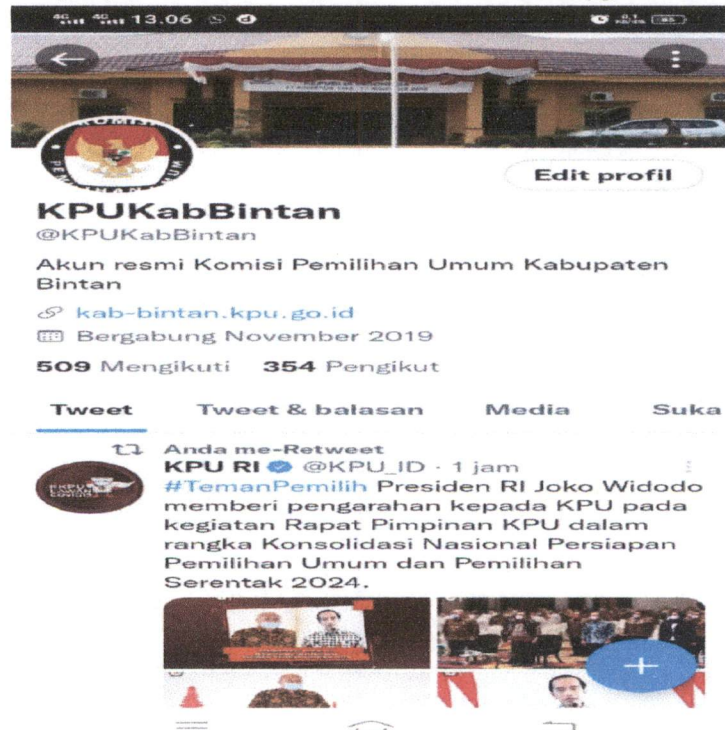 13.06
Edit profil
KPUKabBintan
@KPUKabBintan
Akun resmi Komisi Pemilihan Umum Kabupaten
Bintan
kab-bintan.kpu.go.id
Bergabung November 2019
509 Mengikuti 354 Pengikut
Tweet Tweet & balasan Media Suka
Anda me-Retweet
KPU RI @KPU_ID · 1 jam
#TemanPemilih Presiden RI Joko Widodo
memberi pengarahan kepada KPU pada
kegiatan Rapat Pimpinan KPU dalam
rangka Konsolidasi Nasional Persiapan
Pemilihan Umum dan Pemilihan
Serentak 2024.